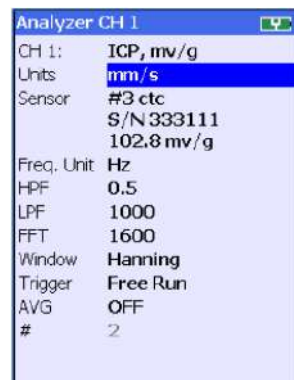 Analyzer CH 1
CH 1: ICP, mv/g
Units mm/s
Sensor #3 ctc
S/N 333111
102.8 mv/g
Freq. Unit Hz
HPF 0.5
LPF 1000
FFT 1600
Window Hanning
Trigger Free Run
AVG OFF
# 2